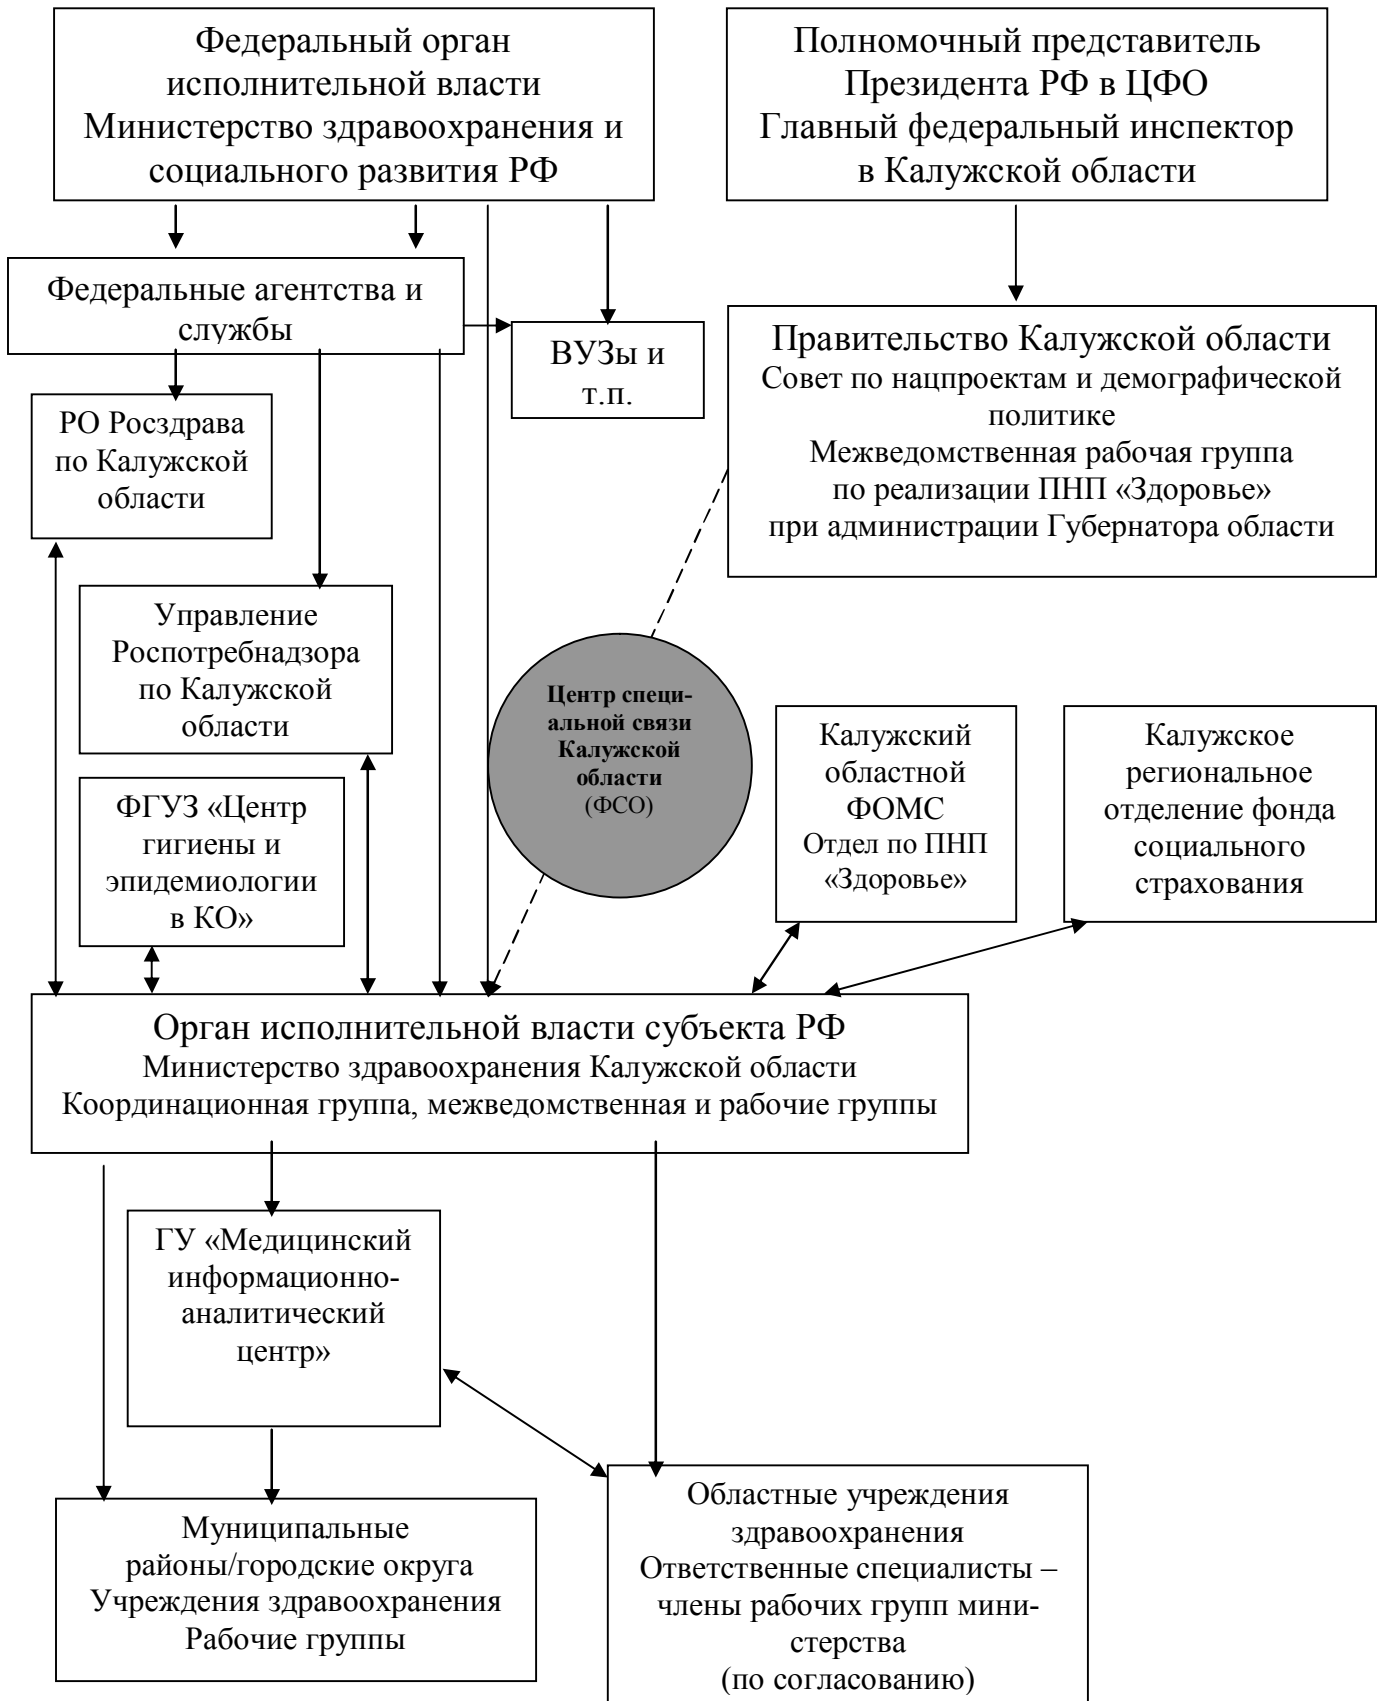 Федеральный орган
исполнительной власти
Министерство здравоохранения и
социального развития РФ
Полномочный представитель
Президента РФ в ЦФО
Главный федеральный инспектор
в Калужской области
Федеральные агентства и
службы
ВУЗы и
т.п.
Правительство Калужской области
Совет по нацпроектам и демографической
политике
Межведомственная рабочая группа
по реализации ПНП «Здоровье»
при администрации Губернатора области
РО Росздрава
по Калужской
области
Управление
Роспотребнадзора
по Калужской
области
Центр специ-
альной связи
Калужской
области
(ФСО)
Калужский
областной
ФОМС
Отдел по ПНП
«Здоровье»
Калужское
региональное
отделение фонда
социального
страхования
ФГУЗ «Центр
гигиены и
эпидемиологии
в КО»
Орган исполнительной власти субъекта РФ
Министерство здравоохранения Калужской области
Координационная группа, межведомственная и рабочие группы
ГУ «Медицинский
информационно-
аналитический
центр»
Муниципальные
районы/городские округа
Учреждения здравоохранения
Рабочие группы
Областные учреждения
здравоохранения
Ответственные специалисты –
члены рабочих групп мини-
стерства
(по согласованию)